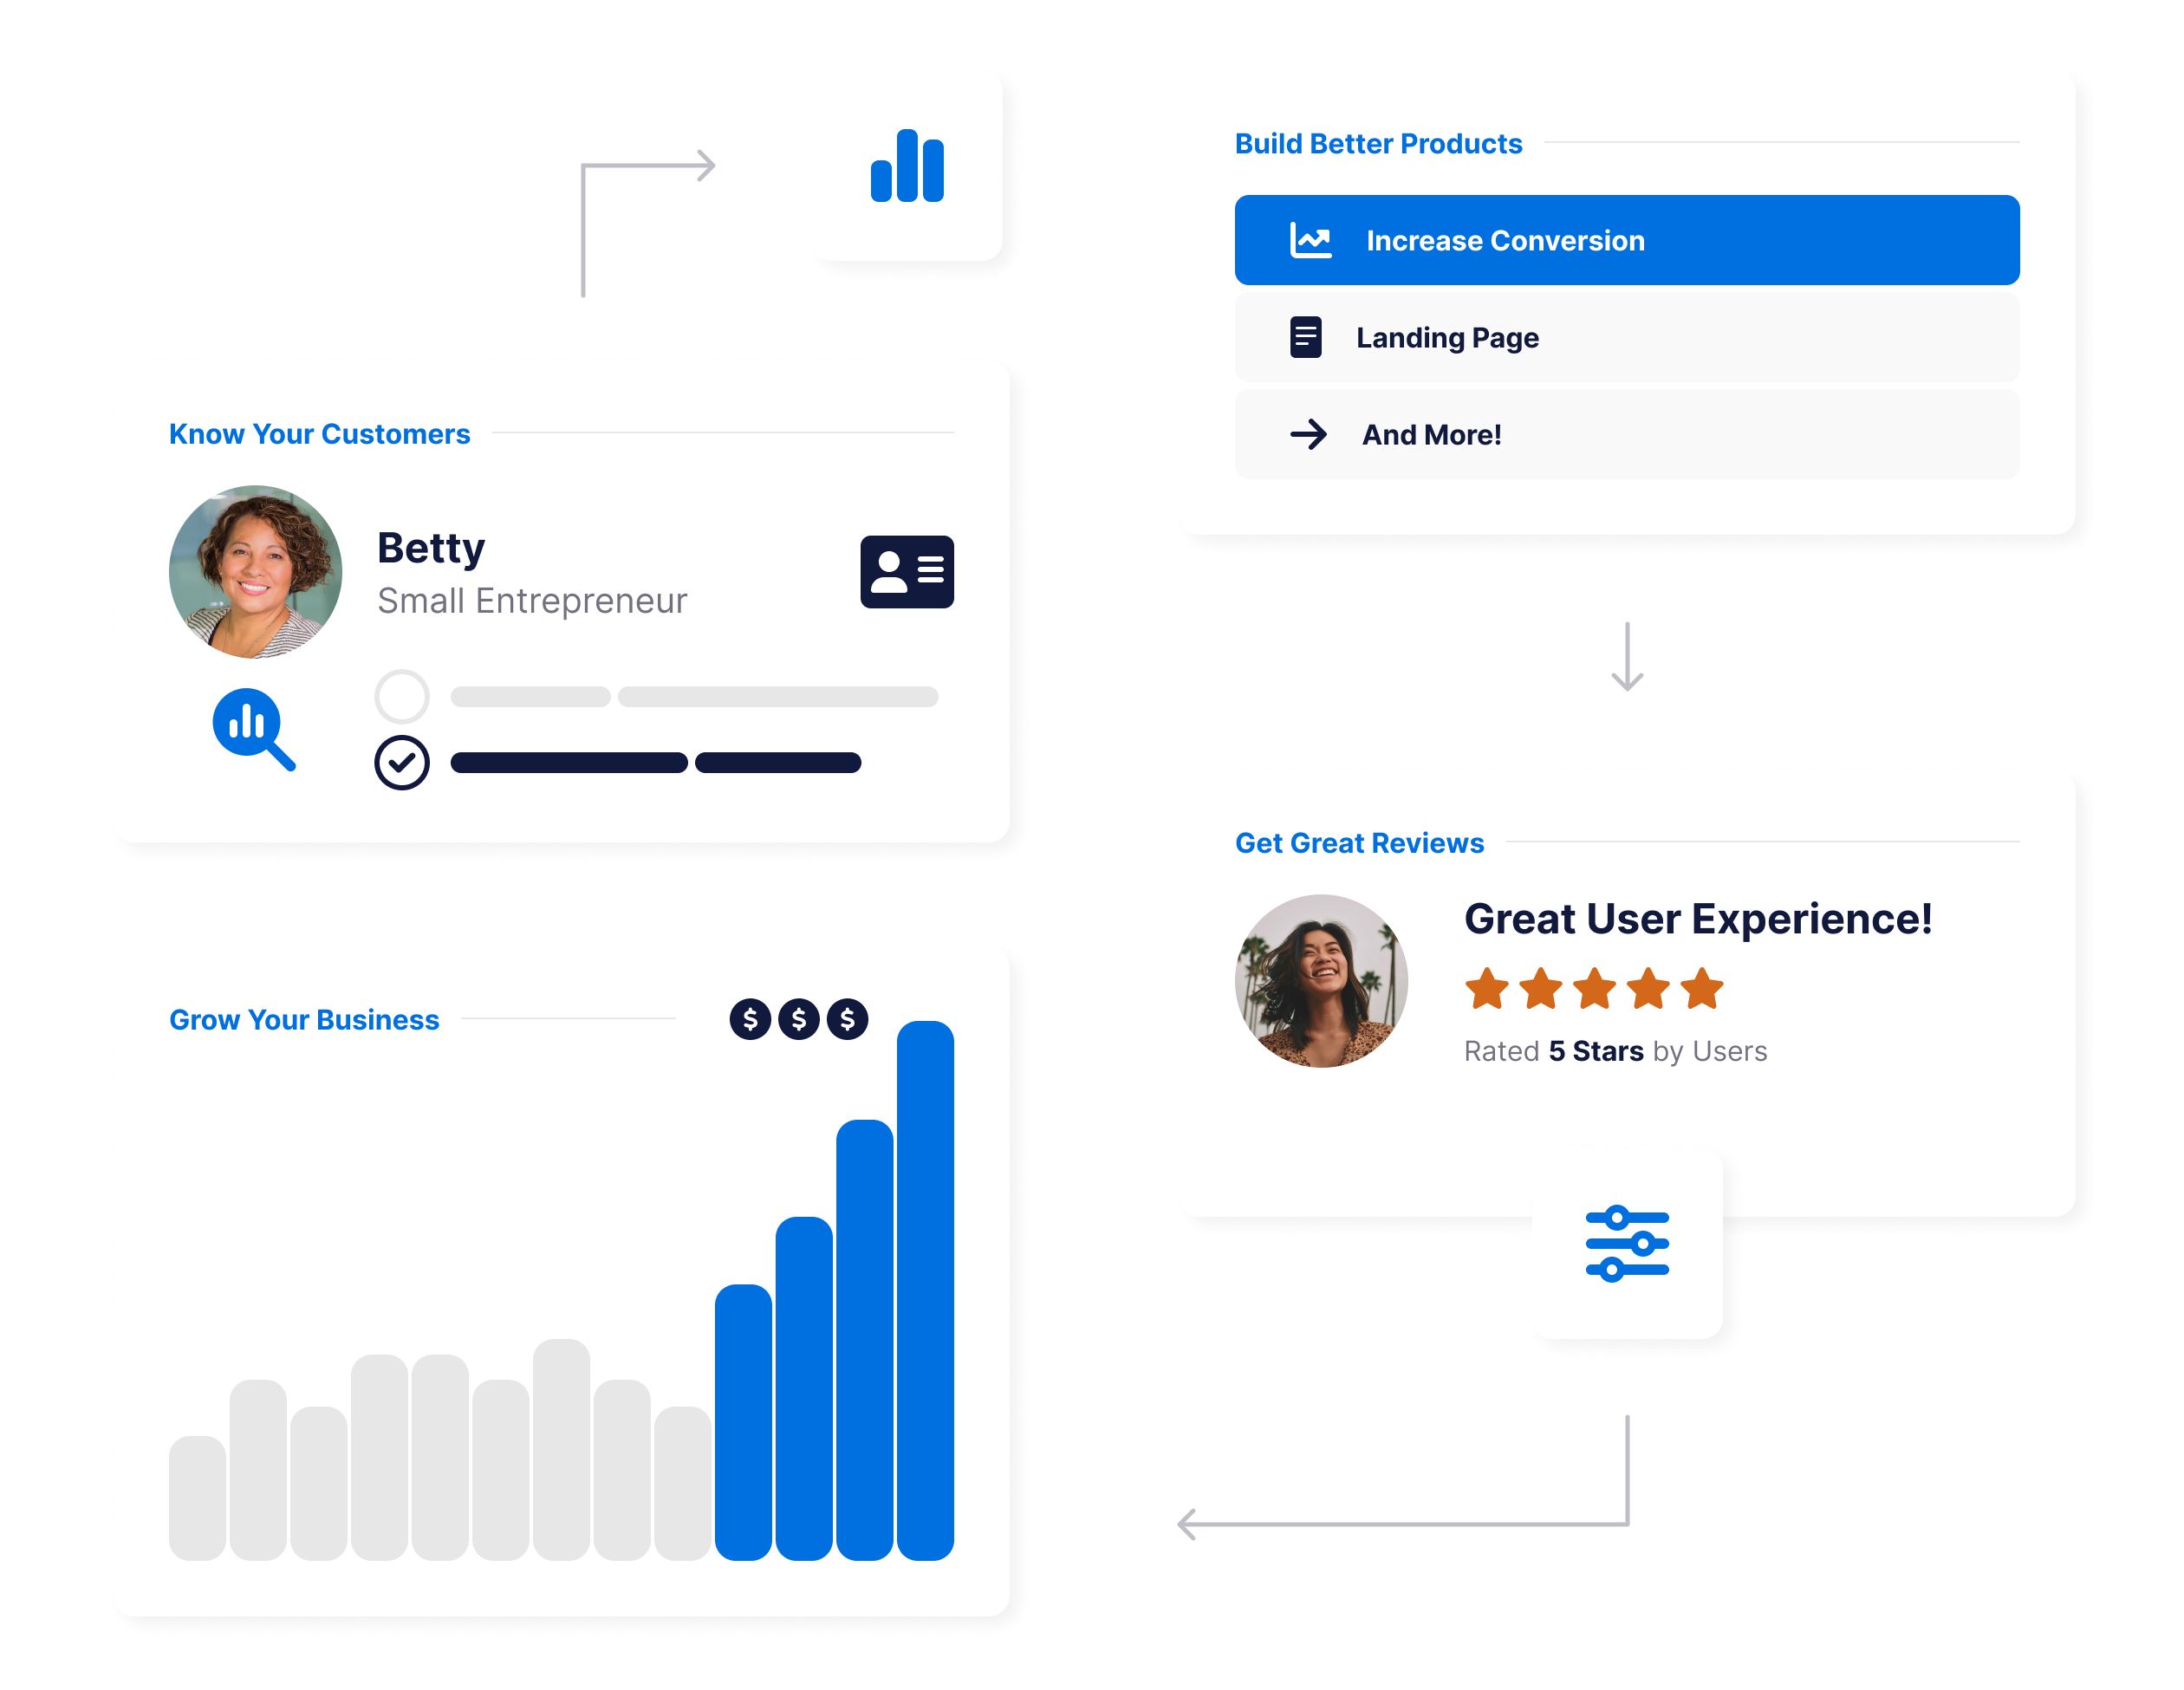 Know Your Customers
Betty
Small Entrepreneur
Build Better Products
Increase Conversion
Landing Page
And More!
Get Great Reviews
Great User Experience!
Rated 5 Stars by Users
Grow Your Business
$ $ $